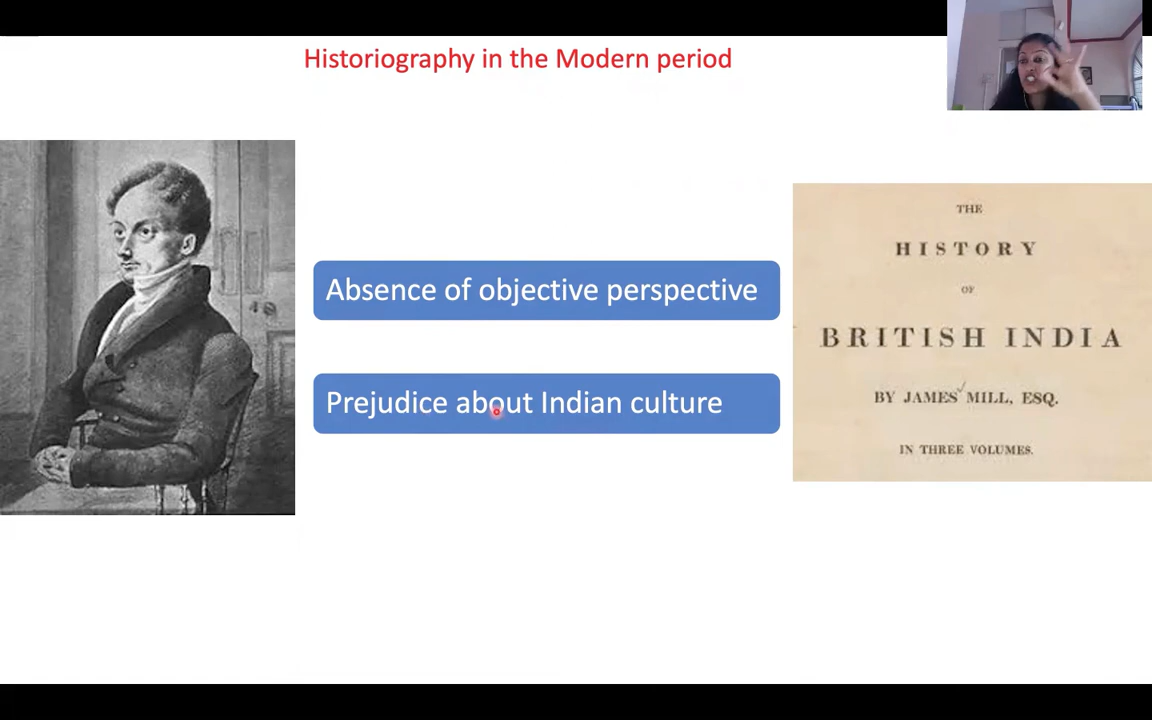 Historiography in the Modern period
Absence of objective perspective
Prejudice about Indian culture
THE
HISTORY
OF
BRITISH INDIA
BY JAMES MILL, ESQ.
IN THREE VOLUMES.